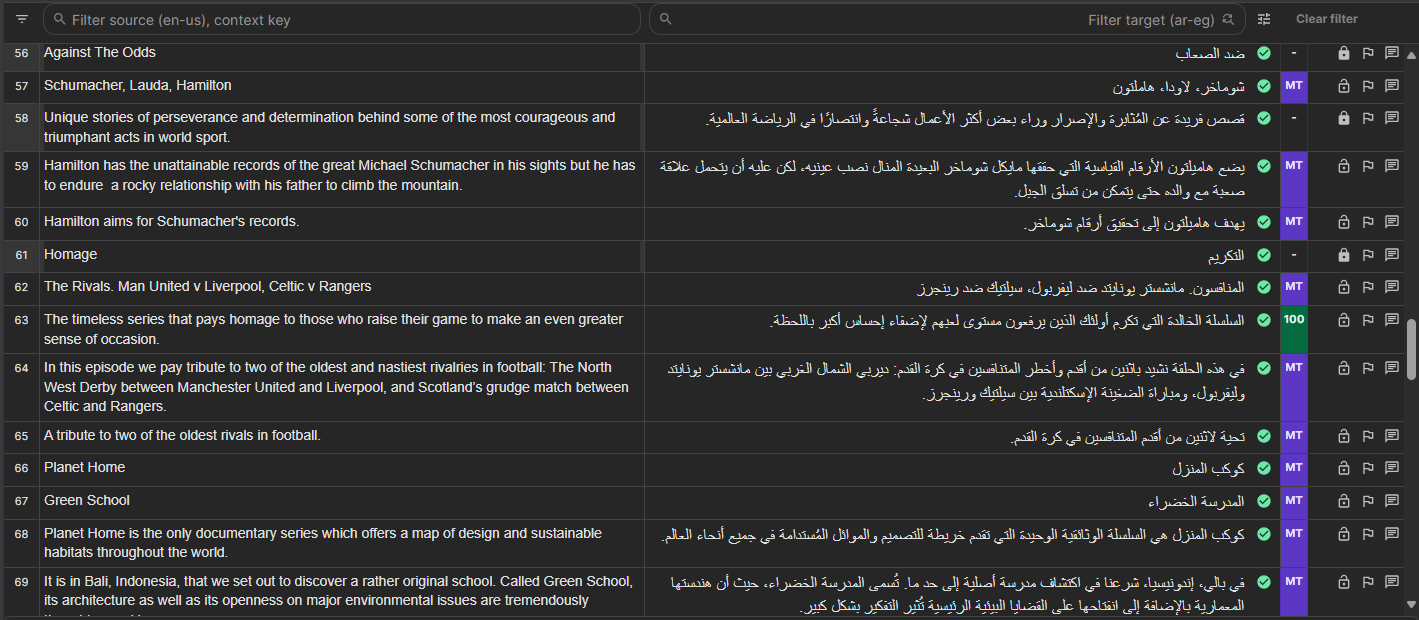 Filter source (en-us), context key
Filter target (ar-eg)
Clear filter
56
Against The Odds
ضد الصعاب
-
57
Schumacher, Lauda, Hamilton
شوماخر، لاودا، هاملتون
MT
58
Unique stories of perseverance and determination behind some of the most courageous and
triumphant acts in world sport.
قصص فريدة عن المُثابرة والإصرار وراء بعض أكثر الأعمال شجاعةً وانتصارًا في الرياضة العالمية.
-
59
Hamilton has the unattainable records of the great Michael Schumacher in his sights but he has
to endure  a rocky relationship with his father to climb the mountain.
يضع هاميلتون الأرقام القياسية التي حققها مايكل شوماخر البعيدة المنال نصب عينيه، لكن عليه أن يتحمل علاقة
صعبة مع والده حتى يتمكن من تسلق الجبل.
MT
60
Hamilton aims for Schumacher's records.
يهدف هاميلتون إلى تحقيق أرقام شوماخر.
MT
61
Homage
التكريم
-
62
The Rivals. Man United v Liverpool, Celtic v Rangers
المنافسون. مانشستر يونايتد ضد ليفربول، سيلتيك ضد رينجرز
MT
63
The timeless series that pays homage to those who raise their game to make an even greater
sense of occasion.
السلسلة الخالدة التي تكرم أولئك الذين يرفعون مستوى لعبهم لإضفاء إحساس أكبر باللحظة.
100
64
In this episode we pay tribute to two of the oldest and nastiest rivalries in football: The North
West Derby between Manchester United and Liverpool, and Scotland’s grudge match between
Celtic and Rangers.
في هذه الحلقة نشيد باثنين من أقدم وأخطر المتنافسين في كرة القدم: ديربي الشمال الغربي بين مانشستر يونايتد
وليفربول، ومباراة الضغينة الإسكتلندية بين سيلتيك ورينجرز.
MT
65
A tribute to two of the oldest rivals in football.
تحية لاثنين من أقدم المتنافسين في كرة القدم.
MT
66
Planet Home
كوكب المنزل
MT
67
Green School
المدرسة الخضراء
MT
68
Planet Home is the only documentary series which offers a map of design and sustainable
habitats throughout the world.
كوكب المنزل هي السلسلة الوثائقية الوحيدة التي تقدم خريطة للتصميم والموائل المُستدامة في جميع أنحاء العالم.
MT
69
It is in Bali, Indonesia, that we set out to discover a rather original school. Called Green School,
its architecture as well as its openness on major environmental issues are tremendously
في بالي، إندونيسيا، شرعنا في اكتشاف مدرسة أصلية إلى حد ما. تُسمى المدرسة الخضراء، حيث أن هندستها
المعمارية بالإضافة إلى انفتاحها على القضايا البيئية الرئيسية تُثير التفكير بشكل كبير.
MT